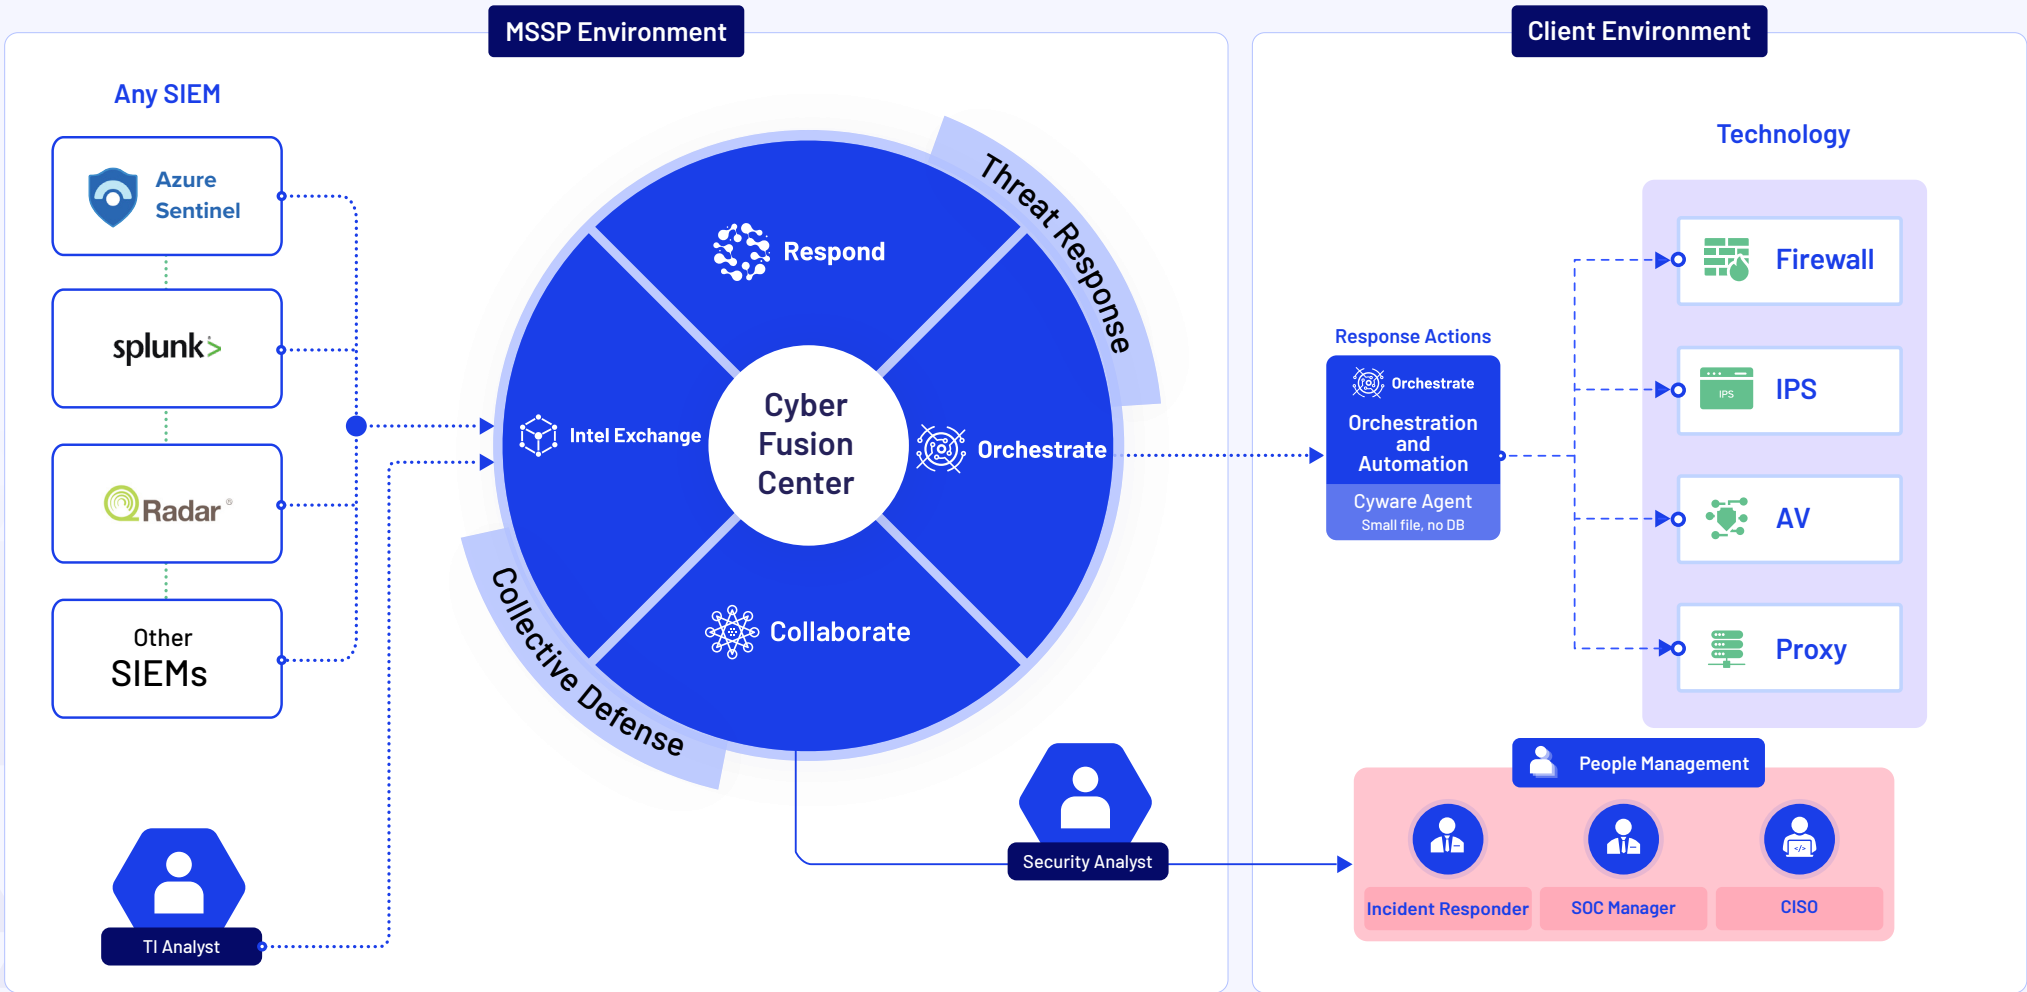 MSSP Environment
Client Environment
Any SIEM
Azure
Sentinel
splunk>
QRadar®
Other
SIEMs
TI Analyst
Threat Response
Respond
Intel Exchange
Cyber
Fusion
Center
Orchestrate
Collaborate
Collective Defense
Security Analyst
Response Actions
Orchestrate
Orchestration
and
Automation
Cyware Agent
Small file, no DB
Technology
Firewall
IPS
IPS
AV
Proxy
People Management
</>
Incident Responder
SOC Manager
CISO